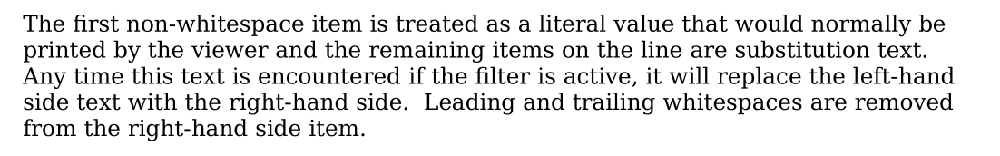 The first non-whitespace item is treated as a literal value that would normally be
printed by the viewer and the remaining items on the line are substitution text.
Any time this text is encountered if the filter is active, it will replace the left-hand
side text with the right-hand side.  Leading and trailing whitespaces are removed
from the right-hand side item.